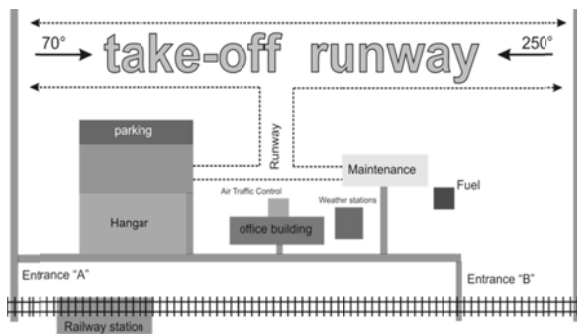 70°
take-off runway
250°
parking
Runway
Maintenance
Fuel
Air Traffic Control
Weather stations
Hangar
office building
Entrance "A"
Entrance "B"
Railway station